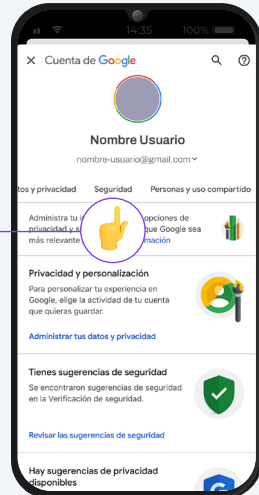 14:35 100%
Cuenta de Google
Nombre Usuario
nombre-usuario@gmail.com
tos y privacidad Seguridad Personas y uso compartido
Administra tu i opciones de
privacidad y s que Google sea
más relevante mación
Privacidad y personalización
Para personalizar tu experiencia en
Google, elige la actividad de tu cuenta
que quieras guardar.
Administrar tus datos y privacidad
Tienes sugerencias de seguridad
Se encontraron sugerencias de seguridad
en la Verificación de seguridad.
Revisar las sugerencias de seguridad
Hay sugerencias de privacidad
disponibles